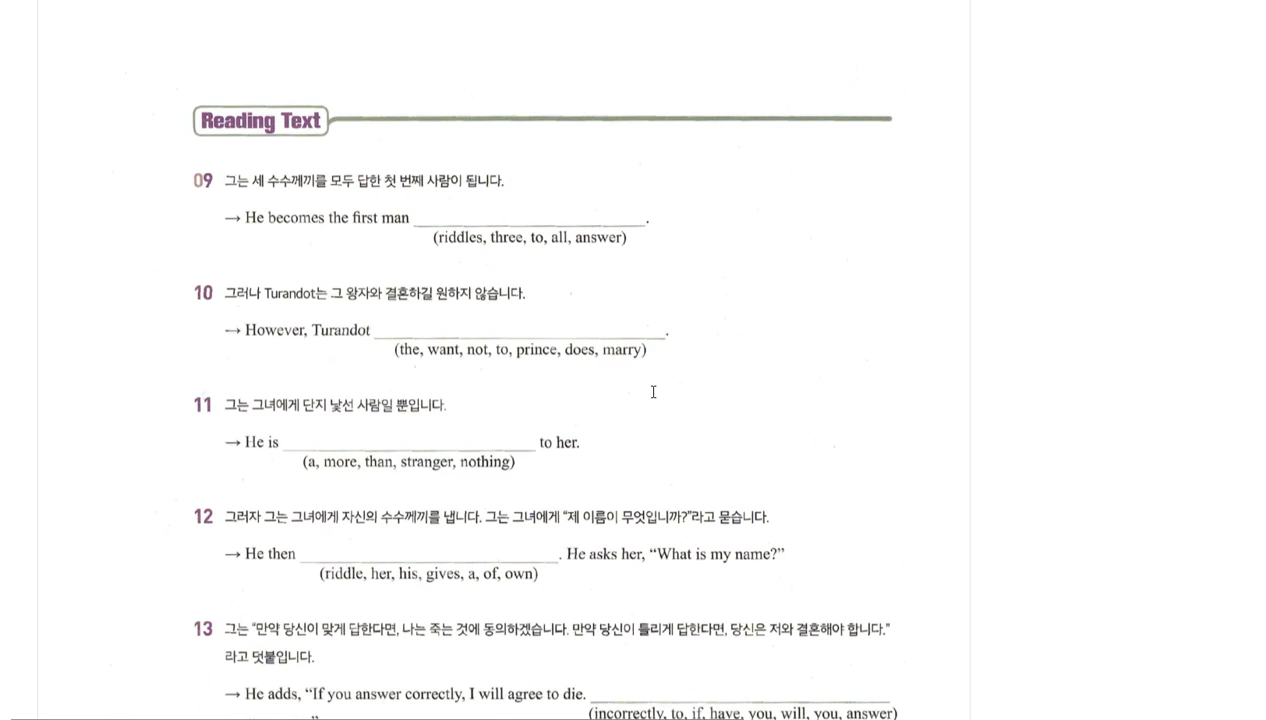 Reading Text
09 그는 세 수수께끼를 모두 답한 첫 번째 사람이 됩니다.
→ He becomes the first man ____________.
(riddles, three, to, all, answer)
10 그러나 Turandot는 그 왕자와 결혼하길 원하지 않습니다.
→ However, Turandot ____________.
(the, want, not, to, prince, does, marry)
11 그는 그녀에게 단지 낯선 사람일 뿐입니다.
→ He is ____________ to her.
(a, more, than, stranger, nothing)
12 그러자 그는 그녀에게 자신의 수수께끼를 냅니다. 그는 그녀에게 “제 이름이 무엇입니까?”라고 묻습니다.
→ He then ____________. He asks her, “What is my name?”
(riddle, her, his, gives, a, of, own)
13 그는 “만약 당신이 맞게 답한다면, 나는 죽는 것에 동의하겠습니다. 만약 당신이 틀리게 답한다면, 당신은 저와 결혼해야 합니다.”
라고 덧붙입니다.
→ He adds, “If you answer correctly, I will agree to die. ____________
(incorrectly, to, if, have, you, will, you, answer)